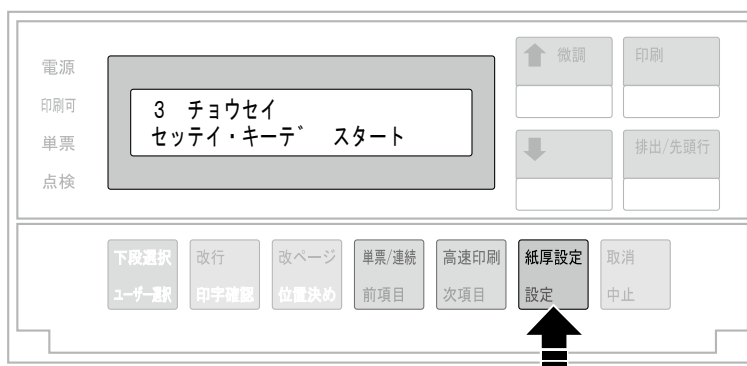 電源
印刷可
単票
点検
3 チョウセイ
セッテイ・キーデ゛ スタート
微調
印刷
排出/先頭行
下段選択
ユーザー選択
改行
印字確認
改ページ
位置決め
単票/連続
前項目
高速印刷
次項目
紙厚設定
設定
取消
中止